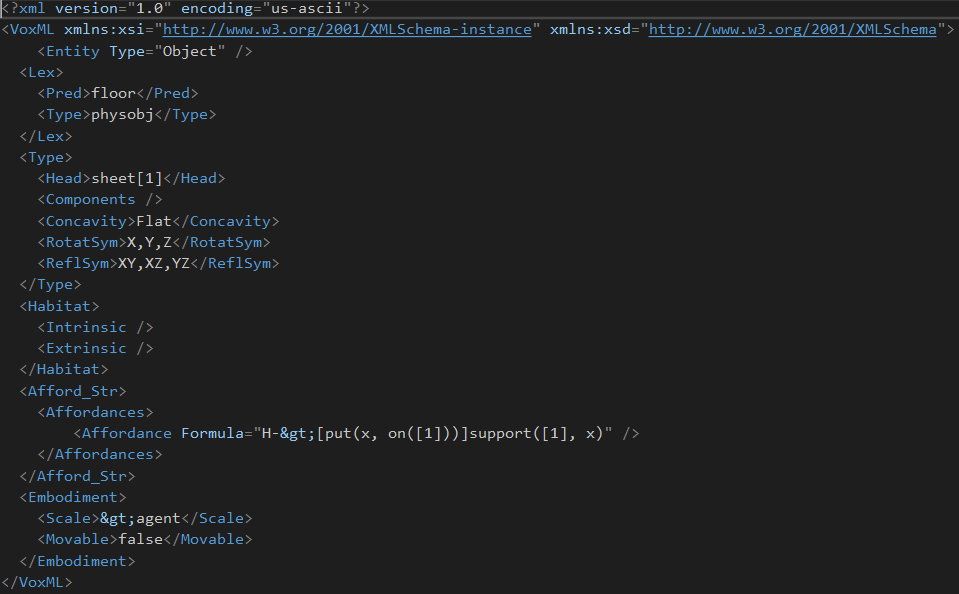 <?xml version="1.0" encoding="us-ascii"?>
<VoxML xmlns:xsi="http://www.w3.org/2001/XMLSchema-instance" xmlns:xsd="http://www.w3.org/2001/XMLSchema">
    <Entity Type="Object" />
  <Lex>
    <Pred>floor</Pred>
    <Type>physobj</Type>
  </Lex>
  <Type>
    <Head>sheet[1]</Head>
    <Components />
    <Concavity>Flat</Concavity>
    <RotatSym>X,Y,Z</RotatSym>
    <ReflSym>XY,XZ,YZ</ReflSym>
  </Type>
  <Habitat>
    <Intrinsic />
    <Extrinsic />
  </Habitat>
  <Afford_Str>
    <Affordances>
        <Affordance Formula="H-&gt;[put(x, on([1]))]support([1], x)" />
    </Affordances>
  </Afford_Str>
  <Embodiment>
    <Scale>&gt;agent</Scale>
    <Movable>false</Movable>
  </Embodiment>
</VoxML>